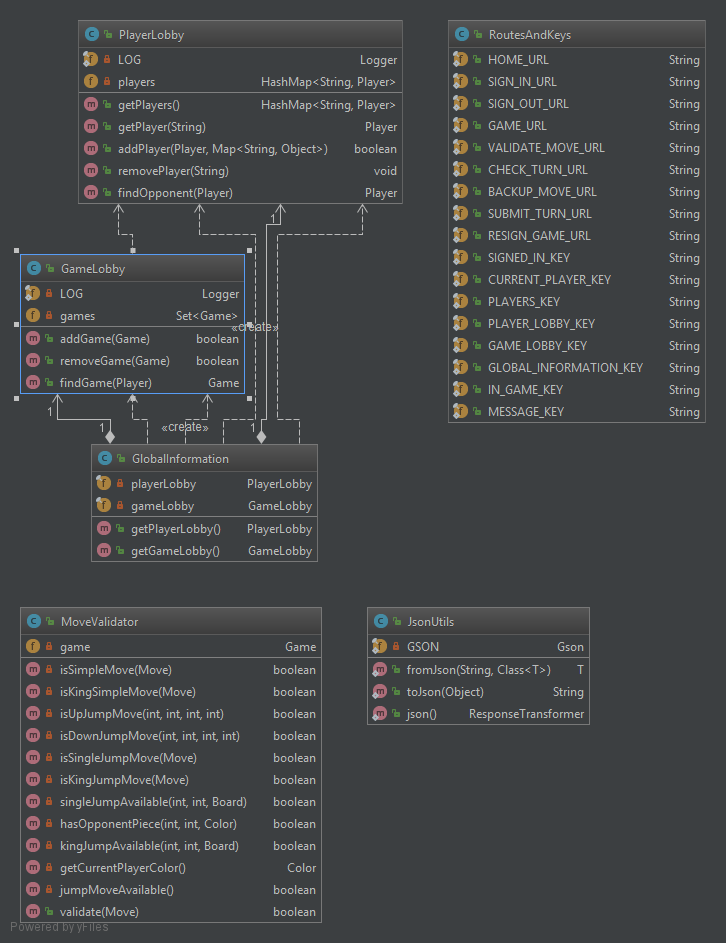 PlayerLobby
LOG Logger
players HashMap<String, Player>
getPlayers() HashMap<String, Player>
getPlayer(String) Player
addPlayer(Player, Map<String, Object>) boolean
removePlayer(String) void
findOpponent(Player) Player
1
GameLobby
LOG Logger
games Set<Game>
addGame(Game) boolean
removeGame(Game) boolean
findGame(Player) Game
«create»
1
1
«create»
1
GlobalInformation
playerLobby PlayerLobby
gameLobby GameLobby
getPlayerLobby() PlayerLobby
getGameLobby() GameLobby
RoutesAndKeys
HOME_URL String
SIGN_IN_URL String
SIGN_OUT_URL String
GAME_URL String
VALIDATE_MOVE_URL String
CHECK_TURN_URL String
BACKUP_MOVE_URL String
SUBMIT_TURN_URL String
RESIGN_GAME_URL String
SIGNED_IN_KEY String
CURRENT_PLAYER_KEY String
PLAYERS_KEY String
PLAYER_LOBBY_KEY String
GAME_LOBBY_KEY String
GLOBAL_INFORMATION_KEY String
IN_GAME_KEY String
MESSAGE_KEY String
MoveValidator
game Game
isSimpleMove(Move) boolean
isKingSimpleMove(Move) boolean
isUpJumpMove(int, int, int, int) boolean
isDownJumpMove(int, int, int, int) boolean
isSingleJumpMove(Move) boolean
isKingJumpMove(Move) boolean
singleJumpAvailable(int, int, Board) boolean
hasOpponentPiece(int, int, Color) boolean
kingJumpAvailable(int, int, Board) boolean
getCurrentPlayerColor() Color
jumpMoveAvailable() boolean
validate(Move) boolean
JsonUtils
GSON Gson
fromJson(String, Class<T>) T
toJson(Object) String
json() ResponseTransformer
Powered by yFiles